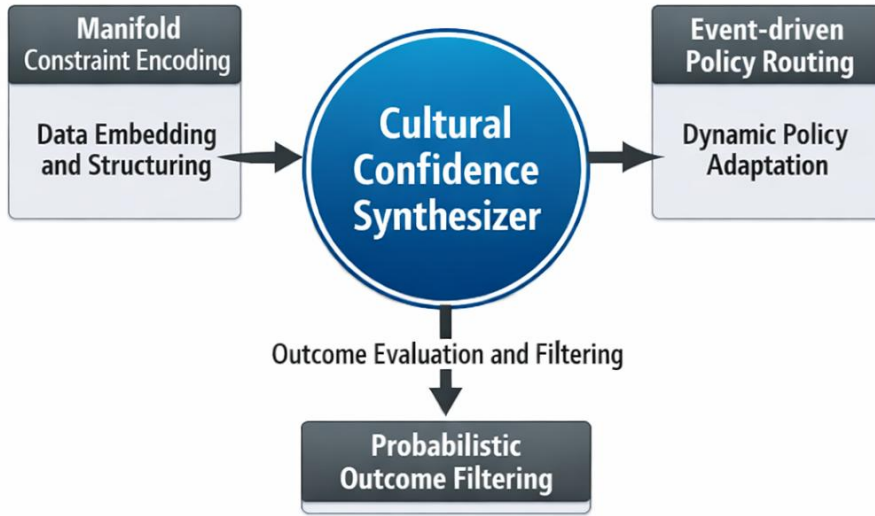 Manifold
Constraint Encoding
Data Embedding
and Structuring
Cultural
Confidence
Synthesizer
Event-driven
Policy Routing
Dynamic Policy
Adaptation
Outcome Evaluation and Filtering
Probabilistic
Outcome Filtering